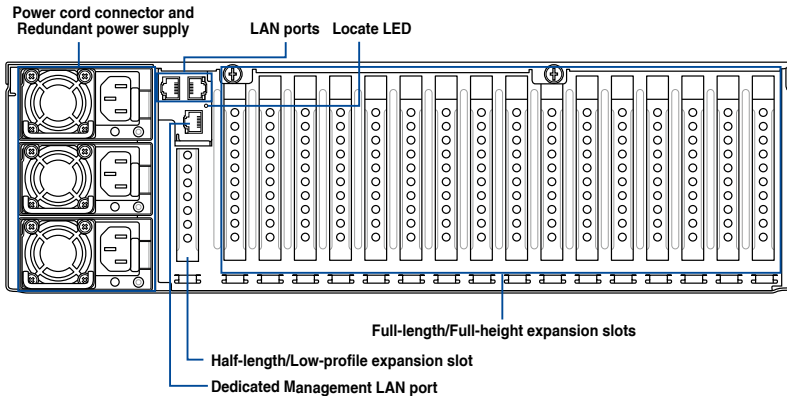 Power cord connector and
Redundant power supply
LAN ports
Locate LED
Full-length/Full-height expansion slots
Half-length/Low-profile expansion slot
Dedicated Management LAN port